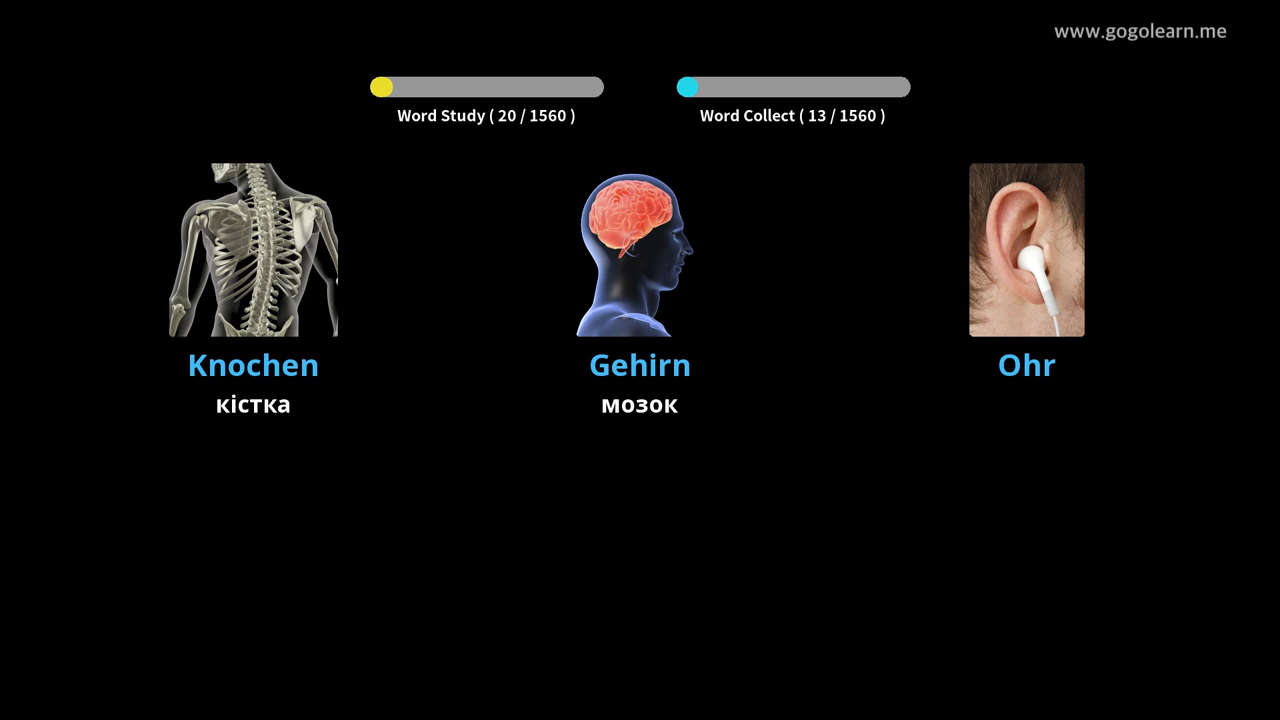 www.gogolearn.me
Word Study ( 20 / 1560 )
Word Collect ( 13 / 1560 )
Knochen
Gehirn
Ohr
кістка
мозок